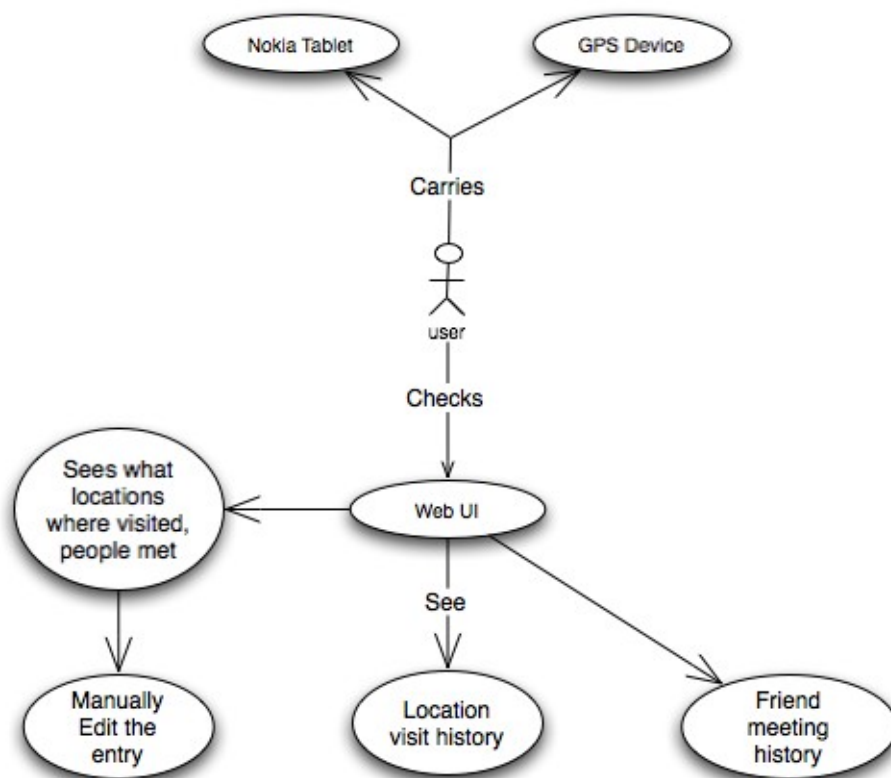 Nokia Tablet
GPS Device
Carries
user
Checks
Sees what
locations
where visited,
people met
Web UI
See
Manually
Edit the
entry
Location
visit history
Friend
meeting
history